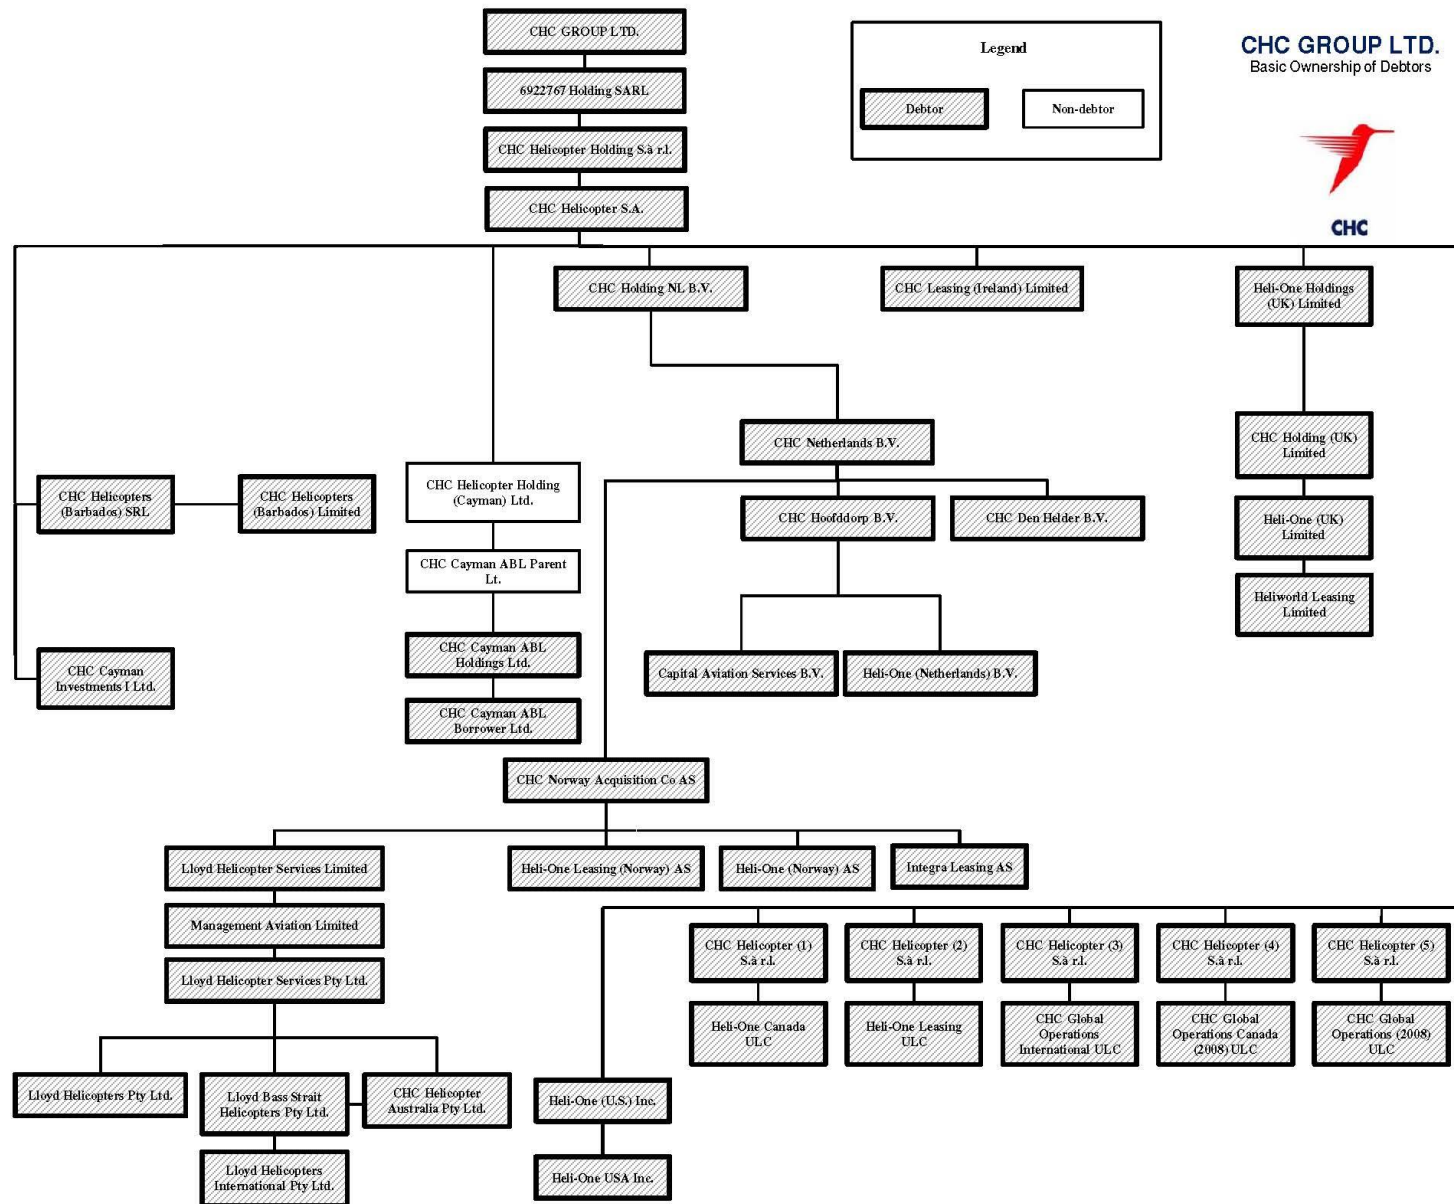 CHC GROUP LTD.
Basic Ownership of Debtors
CHC
Legend
Debtor
Non-debtor
CHC GROUP LTD.
6922767 Holding SARL
CHC Helicopter Holding S.à r.l.
CHC Helicopter S.A.
CHC Holding NL B.V.
CHC Leasing (Ireland) Limited
Heli-One Holdings
(UK) Limited
CHC Netherlands B.V.
CHC Holding (UK)
Limited
CHC Helicopters
(Barbados) SRL
CHC Helicopters
(Barbados) Limited
CHC Helicopter Holding
(Cayman) Ltd.
CHC Hoofddorp B.V.
CHC Den Helder B.V.
Heli-One (UK)
Limited
CHC Cayman ABL Parent
Lt.
Heliworld Leasing
Limited
CHC Cayman
Investments I Ltd.
CHC Cayman ABL
Holdings Ltd.
Capital Aviation Services B.V.
Heli-One (Netherlands) B.V.
CHC Cayman ABL
Borrower Ltd.
CHC Norway Acquisition Co AS
Lloyd Helicopter Services Limited
Heli-One Leasing (Norway) AS
Heli-One (Norway) AS
Integra Leasing AS
Management Aviation Limited
Lloyd Helicopter Services Pty Ltd.
CHC Helicopter (1)
S.à r.l.
CHC Helicopter (2)
S.à r.l.
CHC Helicopter (3)
S.à r.l.
CHC Helicopter (4)
S.à r.l.
CHC Helicopter (5)
S.à r.l.
Heli-One Canada
ULC
Heli-One Leasing
ULC
CHC Global
Operations
International ULC
CHC Global
Operations Canada
(2008) ULC
CHC Global
Operations (2008)
ULC
Lloyd Helicopters Pty Ltd.
Lloyd Bass Strait
Helicopters Pty Ltd.
CHC Helicopter
Australia Pty Ltd.
Heli-One (U.S.) Inc.
Lloyd Helicopters
International Pty Ltd.
Heli-One USA Inc.